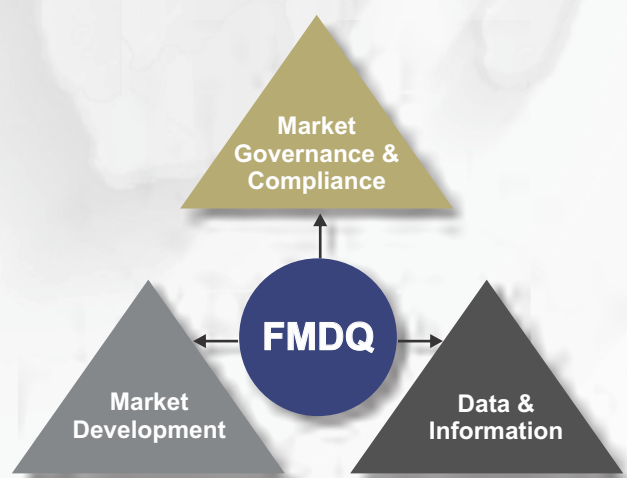 Market
Governance &
Compliance
FMDQ
Market
Development
Data &
Information